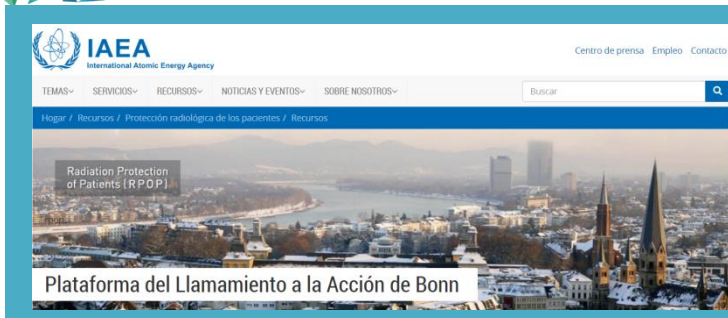 IAEA
International Atomic Energy Agency
Centro de prensa Empleo Contacto
TEMAS SERVICIOS RECURSOS NOTICIAS Y EVENTOS SOBRE NOSOTROS
Buscar
Hogar / Recursos / Protección radiológica de los pacientes / Recursos
Radiation Protection
of Patients (RPOP)
rpop
Plataforma del Llamamiento a la Acción de Bonn